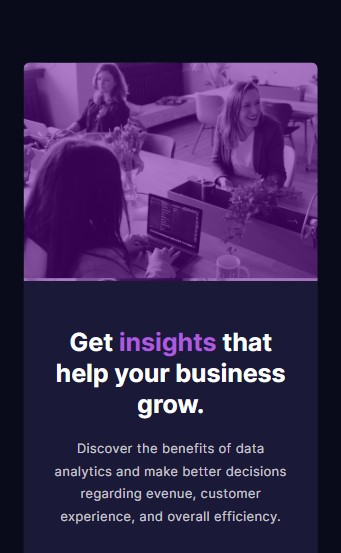 Get insights that
help your business
grow.
Discover the benefits of data
analytics and make better decisions
regarding evenue, customer
experience, and overall efficiency.